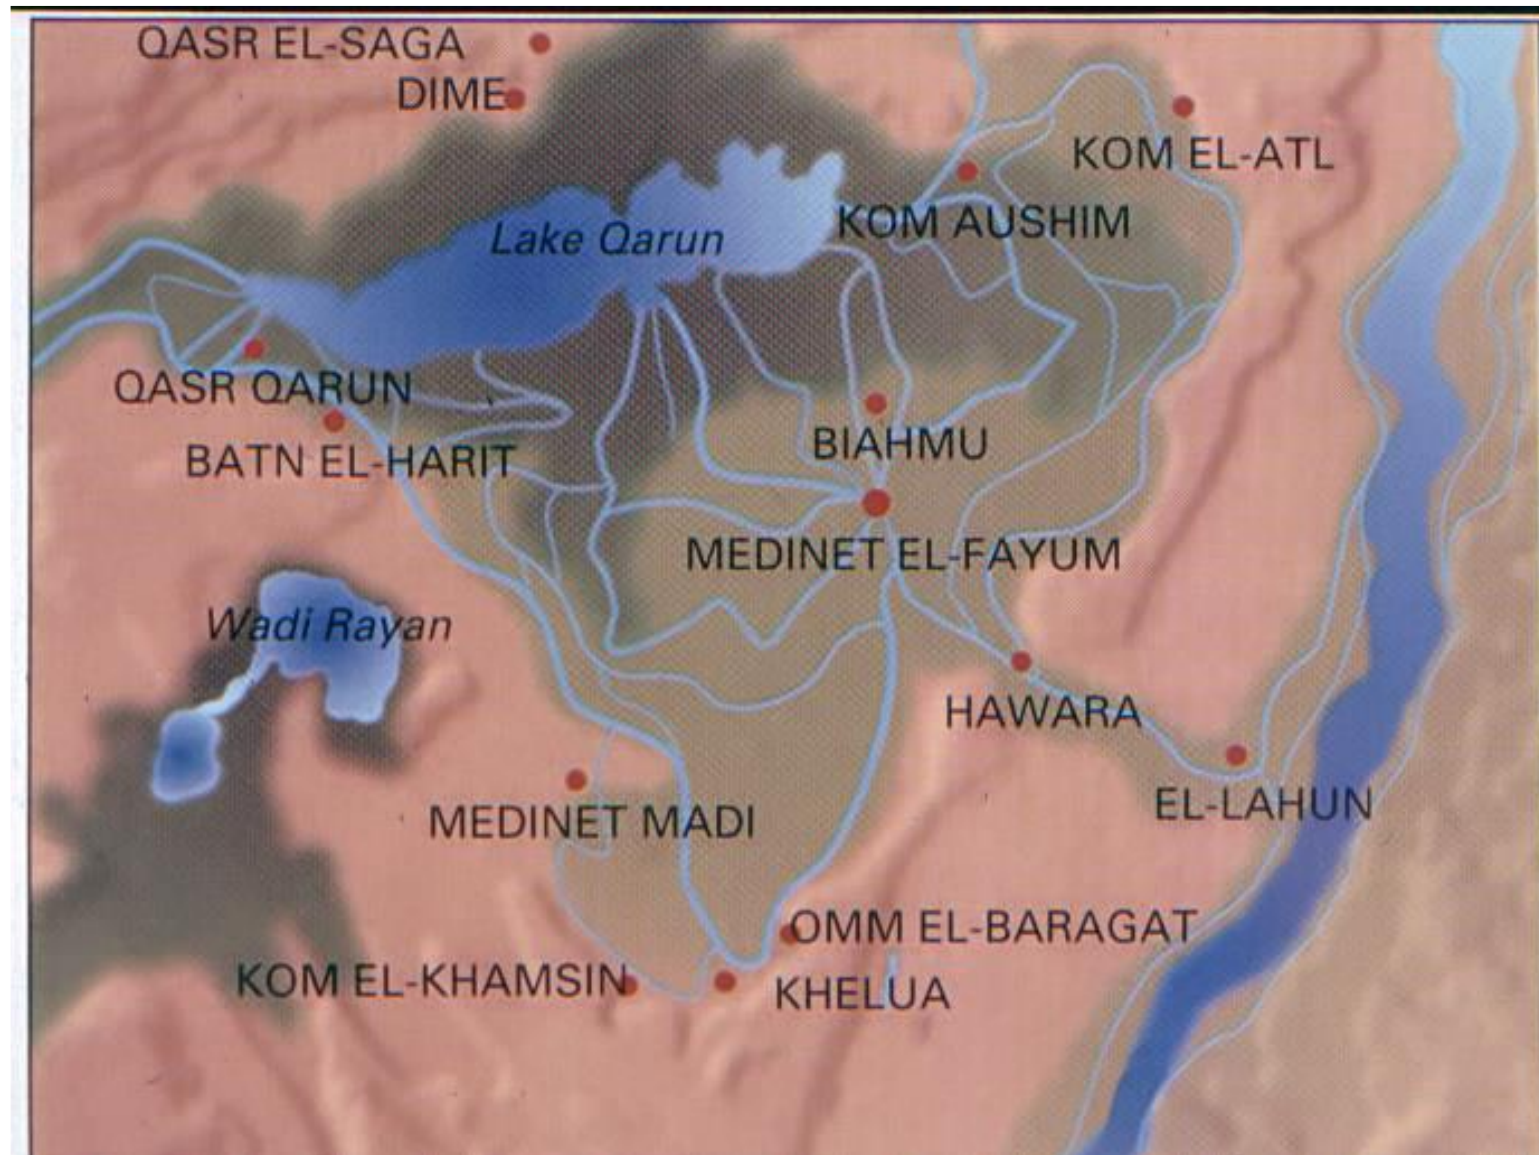 QASR EL-SAGA
DIME
KOM EL-ATL
KOM AUSHIM
Lake Qarun
QASR QARUN
BIAHMU
BATN EL-HARIT
MEDINET EL-FAYUM
Wadi Rayan
HAWARA
EL-LAHUN
MEDINET MADI
OMM EL-BARAGAT
KOM EL-KHAMSIN
KHELUA